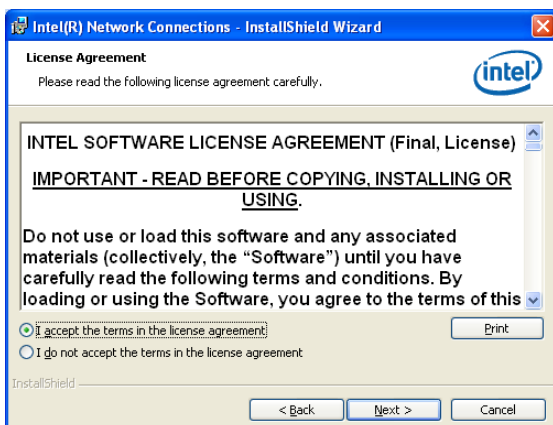 Intel(R) Network Connections - InstallShield Wizard
License Agreement
Please read the following license agreement carefully.
intel
INTEL SOFTWARE LICENSE AGREEMENT (Final, License)
IMPORTANT - READ BEFORE COPYING, INSTALLING OR
USING.
Do not use or load this software and any associated
materials (collectively, the “Software”) until you have
carefully read the following terms and conditions. By
loading or using the Software, you agree to the terms of this
I accept the terms in the license agreement
Print
I do not accept the terms in the license agreement
InstallShield
< Back
Next >
Cancel